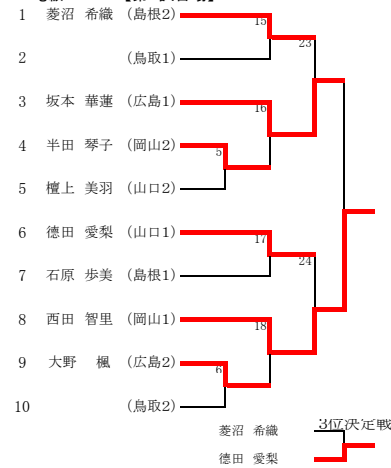 1 菱沼 希織 (島根2)
15
23
2 (鳥取1)
3 坂本 華蓮 (広島1)
16
4 半田 琴子 (岡山2)
5
5 檀上 美羽 (山口2)
6 德田 愛梨 (山口1)
17
24
7 石原 歩美 (島根1)
8 西田 智里 (岡山1)
18
9 大野 楓 (広島2)
6
10 (鳥取2)
3位決定戦
菱沼 希織
德田 愛梨